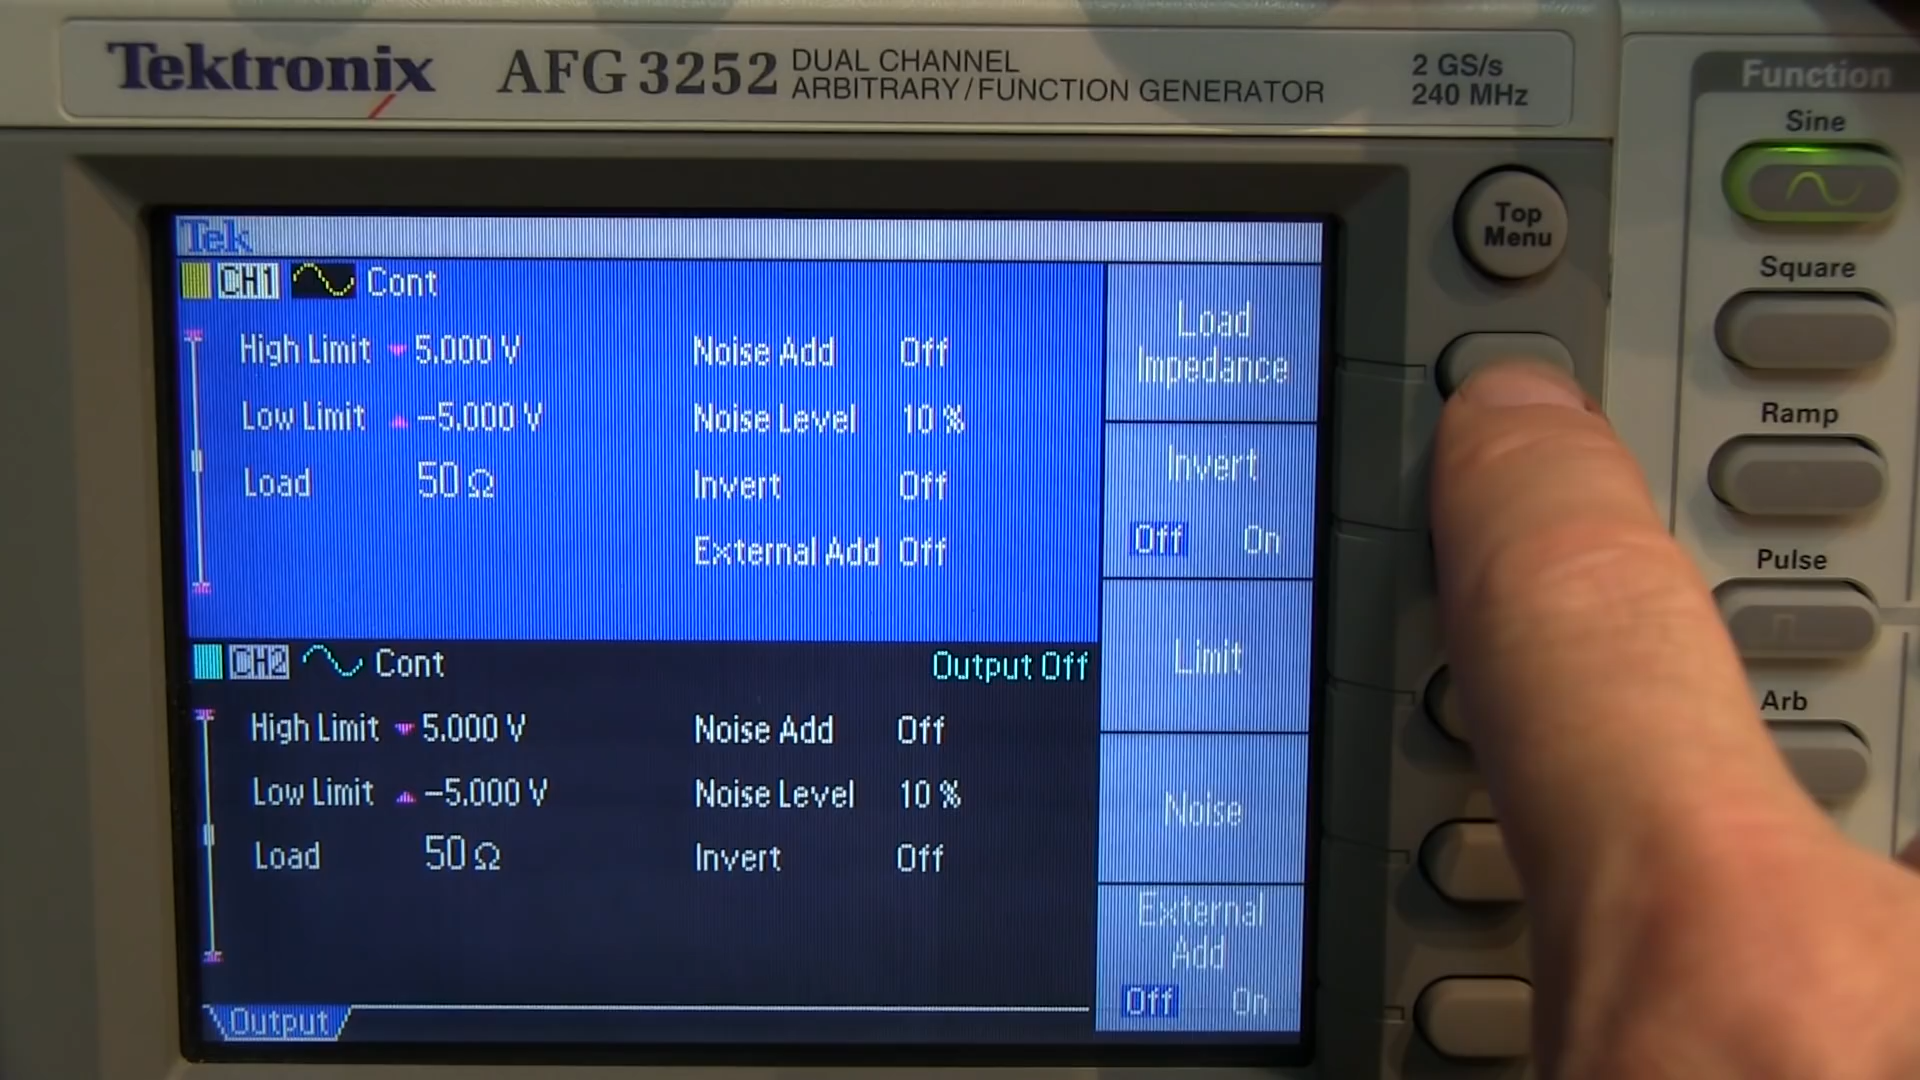 Tektronix AFG 3252 DUAL CHANNEL ARBITRARY/FUNCTION GENERATOR
2 GS/s
240 MHz
Function
Sine
Square
Ramp
Pulse
Arb
Top
Menu
Tek
CH1 Cont
High Limit 5.000 V Noise Add Off
Low Limit -5.000 V Noise Level 10 %
Load 50 Ω Invert Off
External Add Off
CH2 Cont Output Off
High Limit 5.000 V Noise Add Off
Low Limit -5.000 V Noise Level 10 %
Load 50 Ω Invert Off
Output
Load
Impedance
Invert
Off On
Limit
Noise
External
Add
Off On